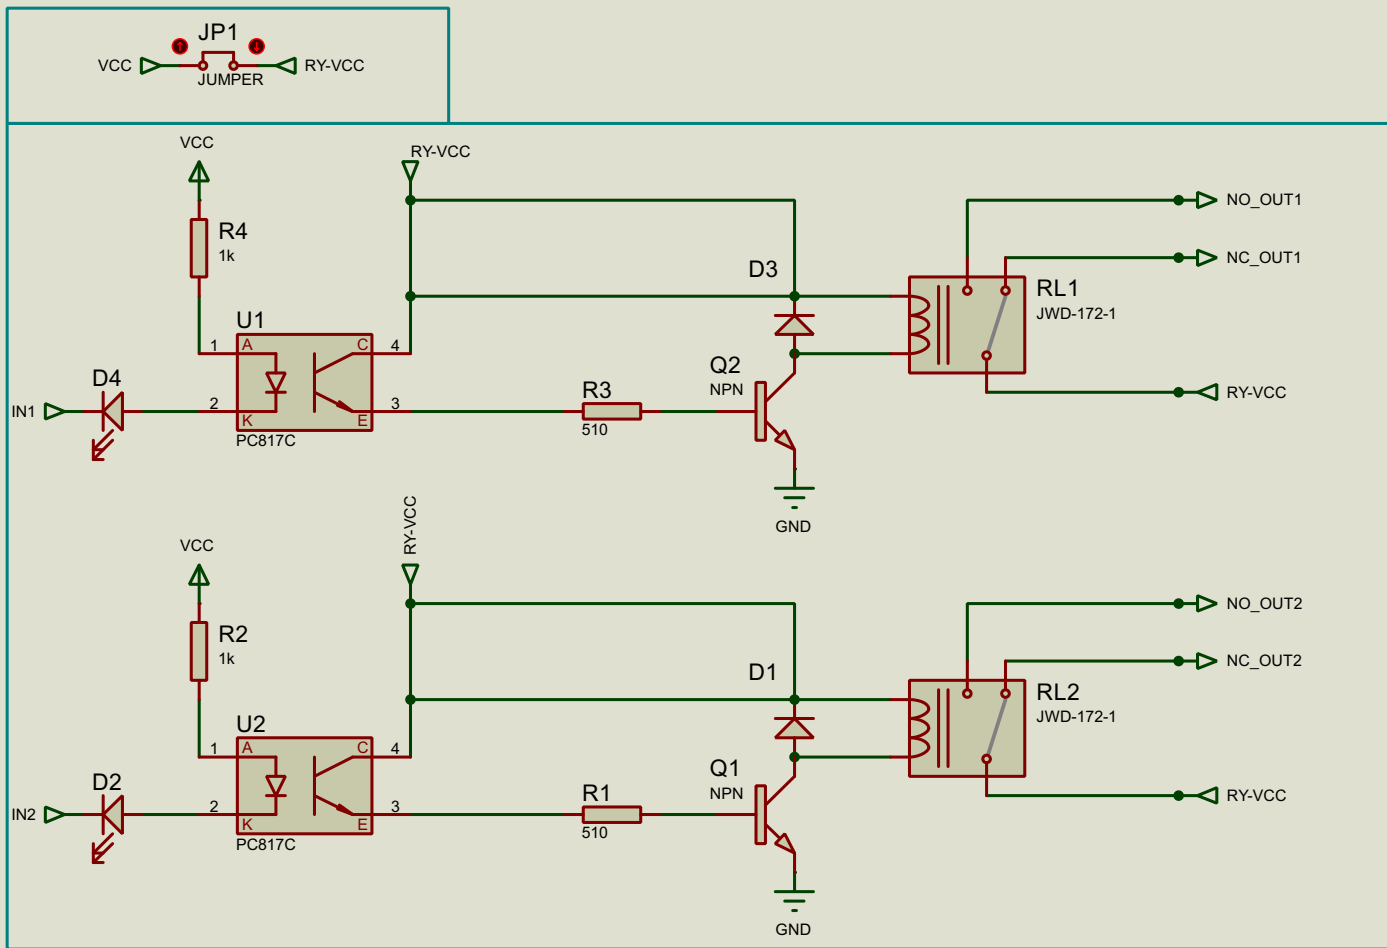 JP1
VCC
RY-VCC
JUMPER
VCC
RY-VCC
NO_OUT1
R4
1k
NC_OUT1
D3
RL1
JWD-172-1
U1
1
A
C
4
Q2
NPN
D4
R3
RY-VCC
IN1
2
K
E
3
510
PC817C
GND
RY-VCC
VCC
NO_OUT2
R2
1k
NC_OUT2
D1
RL2
JWD-172-1
U2
1
A
C
4
Q1
NPN
D2
R1
RY-VCC
IN2
2
K
E
3
510
PC817C
GND